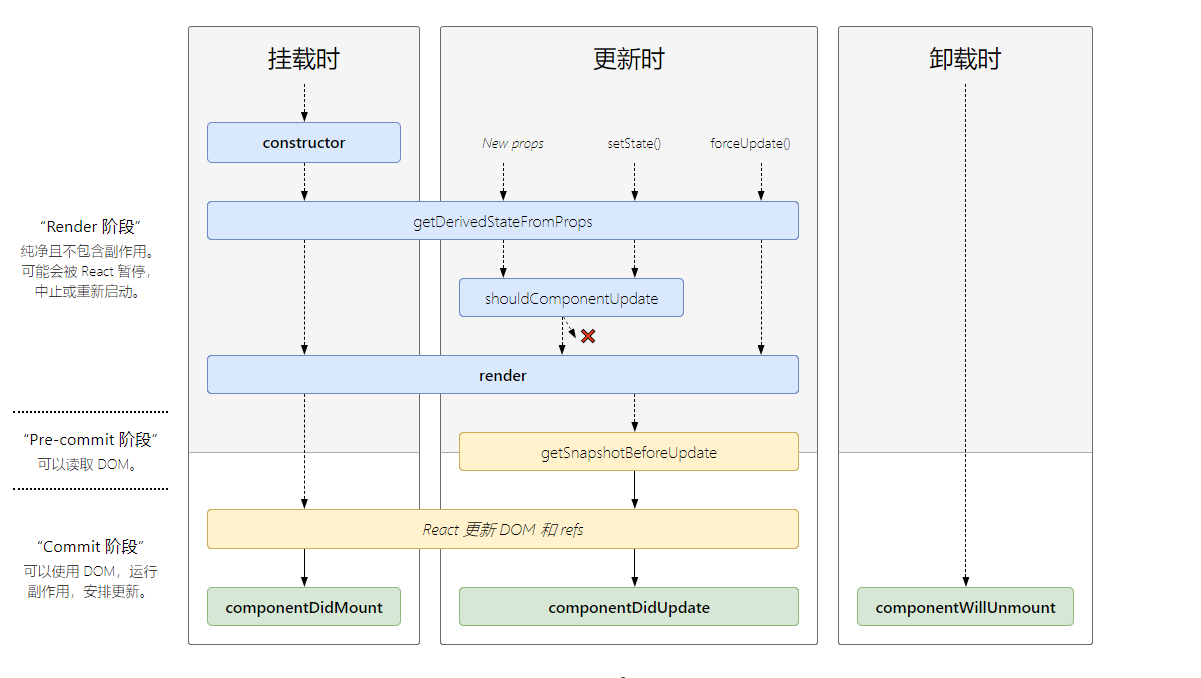 挂载时
更新时
卸载时
constructor
New props
setState()
forceUpdate()
“Render 阶段”
纯净且不包含副作用。
可能会被 React 暂停，
中止或重新启动。
getDerivedStateFromProps
shouldComponentUpdate
render
“Pre-commit 阶段”
可以读取 DOM。
getSnapshotBeforeUpdate
React 更新 DOM 和 refs
“Commit 阶段”
可以使用 DOM，运行
副作用，安排更新。
componentDidMount
componentDidUpdate
componentWillUnmount